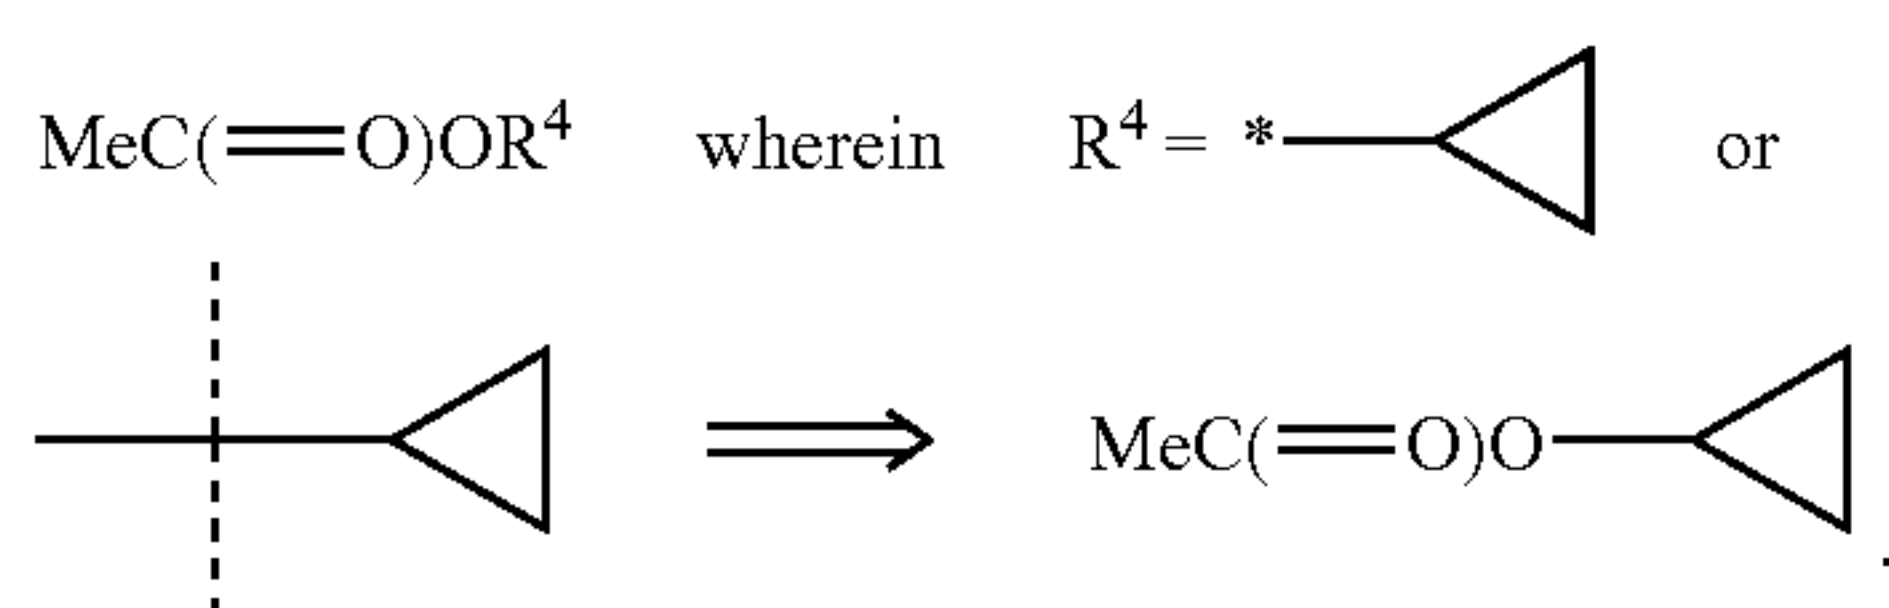 MeC(=O)OR⁴ wherein R⁴ = * or
MeC(=O)O .